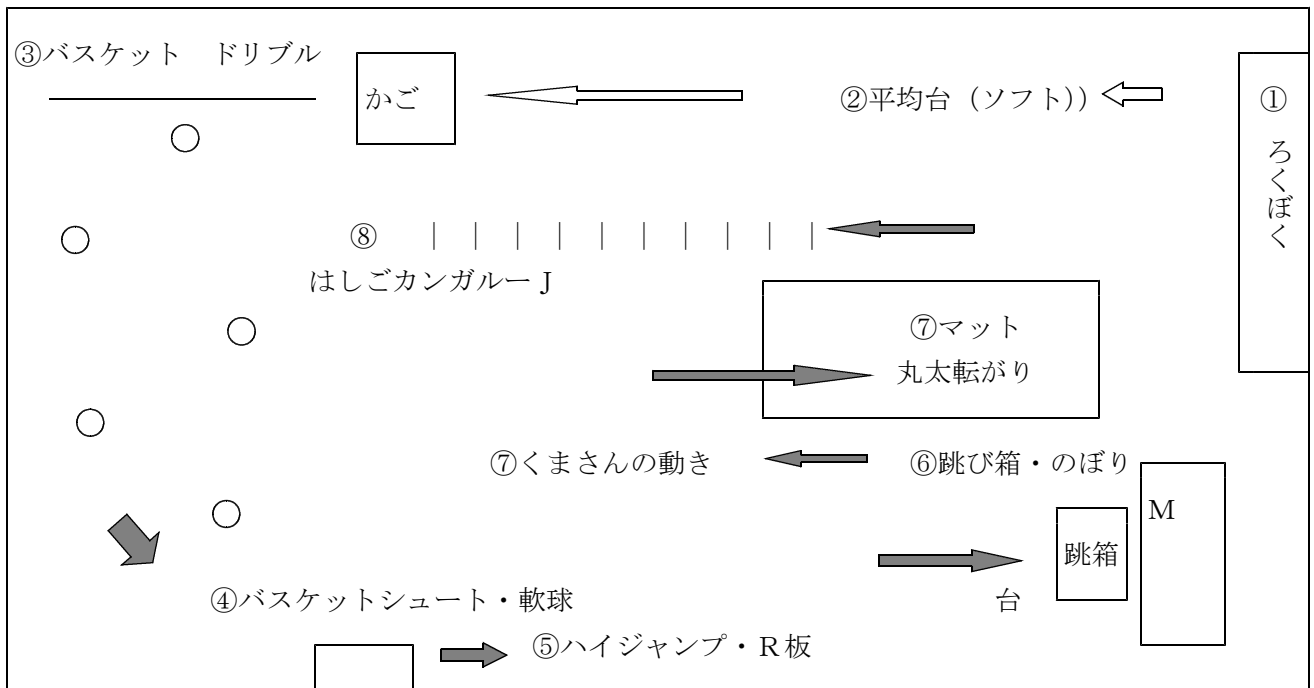 ③バスケット　ドリブル
かご
②平均台（ソフト））
①
ろくぼく
⑧
はしごカンガルーＪ
⑦マット
丸太転がり
⑦くまさんの動き
⑥跳び箱・のぼり
Ｍ
跳箱
台
④バスケットシュート・軟球
⑤ハイジャンプ・Ｒ板